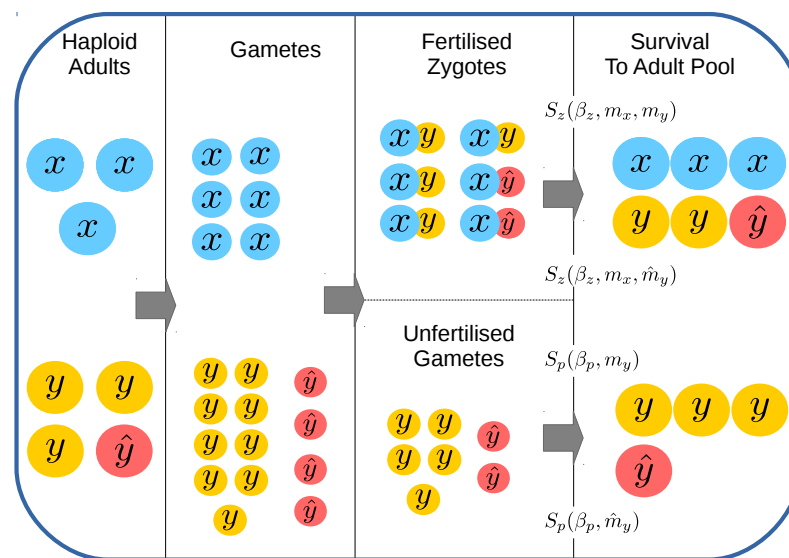 Haploid
Adults
x x
x
y y
y ŷ
Gametes
x x
x x
x x
y y ŷ
y y ŷ
y y ŷ
y y ŷ
y
Fertilised
Zygotes
x y x y
x y x ŷ
x y x ŷ
Unfertilised
Gametes
y y ŷ
y y ŷ
y
Survival
To Adult Pool
S_z(β_z, m_x, m_y)
x x x
y y ŷ
S_z(β_z, m_x, m̂_y)
S_p(β_p, m_y)
y y y
ŷ
S_p(β_p, m̂_y)